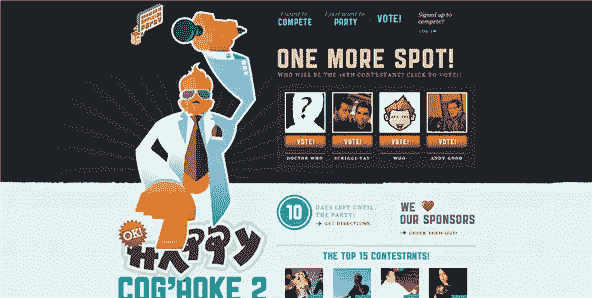 I want to
COMPETE
I just want to
PARTY
VOTE!
Signed up to
compete?
LOG IN
ONE MORE SPOT!
WHO WILL BE THE 16TH CONTESTANT? CLICK TO VOTE!!
?
VOTE!
VOTE!
VOTE!
VOTE!
DOCTOR WHO
WOO
ANDY GOOD
10
DAYS LEFT UNTIL
THE PARTY!
GET DIRECTIONS.
WE
OUR SPONSORS
CHECK THEM OUT!
OK!
HAPPY
COG'AOKE 2
THE TOP 15 CONTESTANTS!